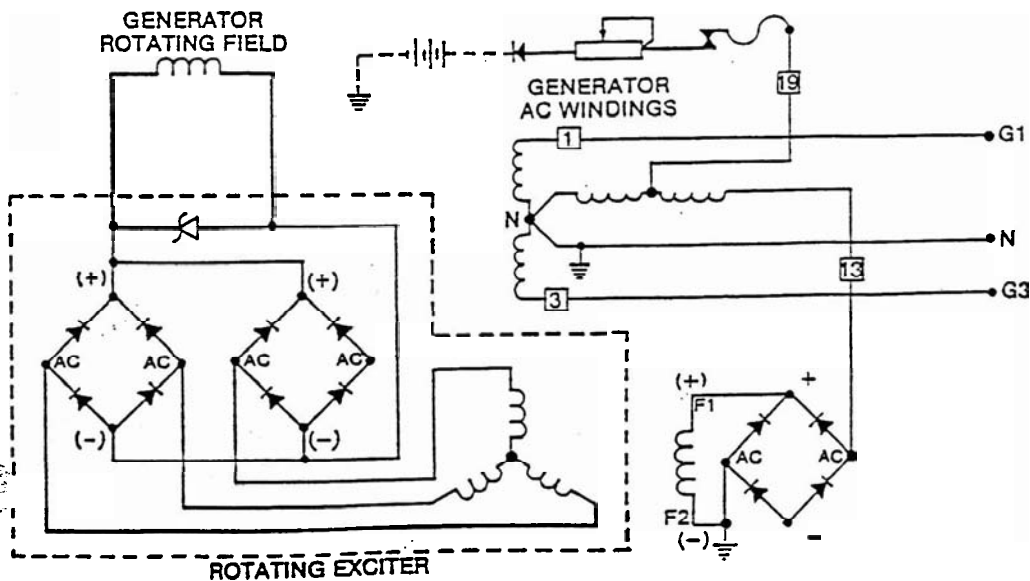 GENERATOR
ROTATING FIELD
19
GENERATOR
AC WINDINGS
1
G1
N
N
13
3
G3
(+)
(+)
AC
AC
AC
(-)
(-)
(+)
+
F1
AC
AC
F2
(-)
-
ROTATING EXCITER